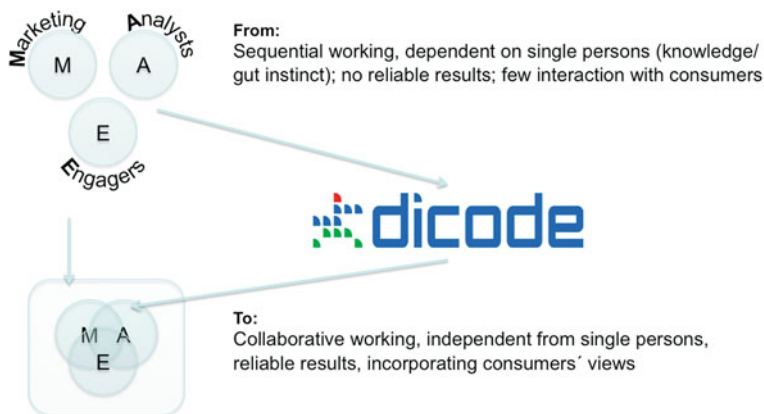 Marketing
Analysts
M
A
E
Engagers
From:
Sequential working, dependent on single persons (knowledge/
gut instinct); no reliable results; few interaction with consumers
dicode
M A
E
To:
Collaborative working, independent from single persons,
reliable results, incorporating consumers´ views